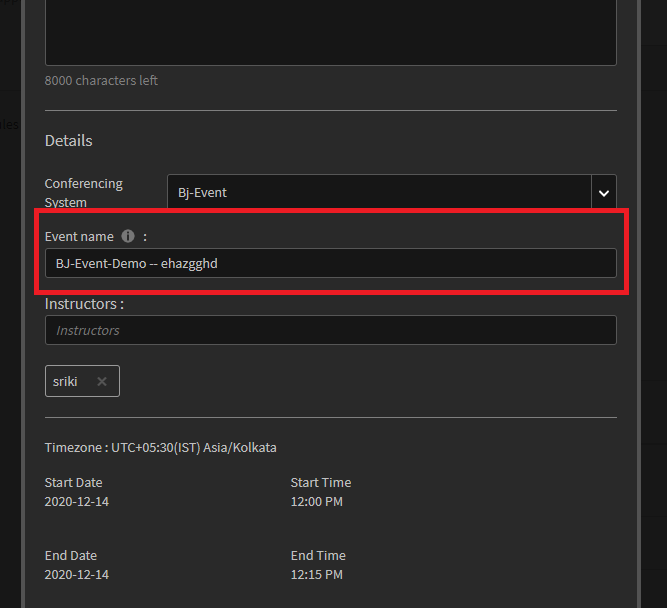 8000 characters left
Details
Conferencing
System
Bj-Event
Event name :
BJ-Event-Demo -- ehazgghd
Instructors :
Instructors
sriki ×
Timezone : UTC+05:30(IST) Asia/Kolkata
Start Date
Start Time
2020-12-14
12:00 PM
End Date
End Time
2020-12-14
12:15 PM